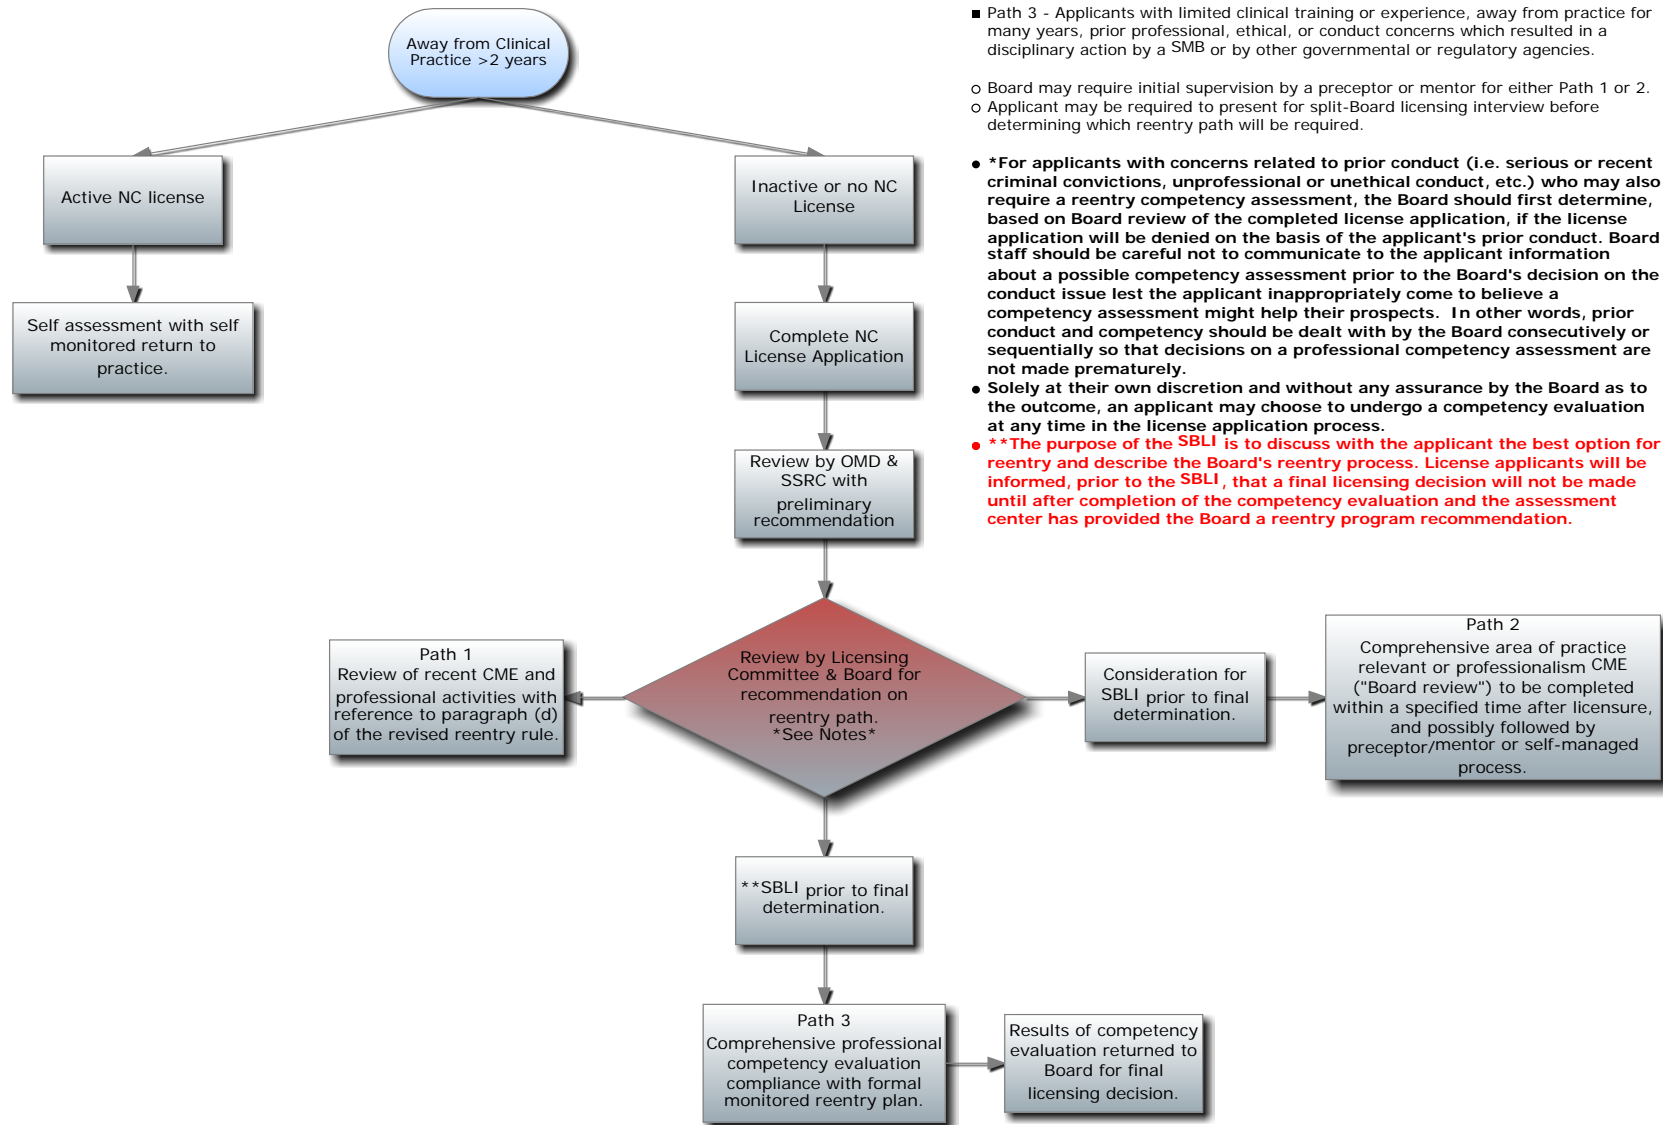 ■ Path 3 - Applicants with limited clinical training or experience, away from practice for
many years, prior professional, ethical, or conduct concerns which resulted in a
disciplinary action by a SMB or by other governmental or regulatory agencies.
○ Board may require initial supervision by a preceptor or mentor for either Path 1 or 2.
○ Applicant may be required to present for split-Board licensing interview before
determining which reentry path will be required.
● *For applicants with concerns related to prior conduct (i.e. serious or recent
criminal convictions, unprofessional or unethical conduct, etc.) who may also
require a reentry competency assessment, the Board should first determine,
based on Board review of the completed license application, if the license
application will be denied on the basis of the applicant's prior conduct. Board
staff should be careful not to communicate to the applicant information
about a possible competency assessment prior to the Board's decision on the
conduct issue lest the applicant inappropriately come to believe a
competency assessment might help their prospects. In other words, prior
conduct and competency should be dealt with by the Board consecutively or
sequentially so that decisions on a professional competency assessment are
not made prematurely.
● Solely at their own discretion and without any assurance by the Board as to
the outcome, an applicant may choose to undergo a competency evaluation
at any time in the license application process.
● **The purpose of the SBLI is to discuss with the applicant the best option for
reentry and describe the Board's reentry process. License applicants will be
informed, prior to the SBLI, that a final licensing decision will not be made
until after completion of the competency evaluation and the assessment
center has provided the Board a reentry program recommendation.
Away from Clinical
Practice >2 years
Active NC license
Self assessment with self
monitored return to
practice.
Inactive or no NC
License
Complete NC
License Application
Review by OMD &
SSRC with
preliminary
recommendation
Review by Licensing
Committee & Board for
recommendation on
reentry path.
*See Notes*
Path 1
Review of recent CME and
professional activities with
reference to paragraph (d)
of the revised reentry rule.
Consideration for
SBLI prior to final
determination.
Path 2
Comprehensive area of practice
relevant or professionalism CME
("Board review") to be completed
within a specified time after licensure,
and possibly followed by
preceptor/mentor or self-managed
process.
**SBLI prior to final
determination.
Path 3
Comprehensive professional
competency evaluation
compliance with formal
monitored reentry plan.
Results of competency
evaluation returned to
Board for final
licensing decision.